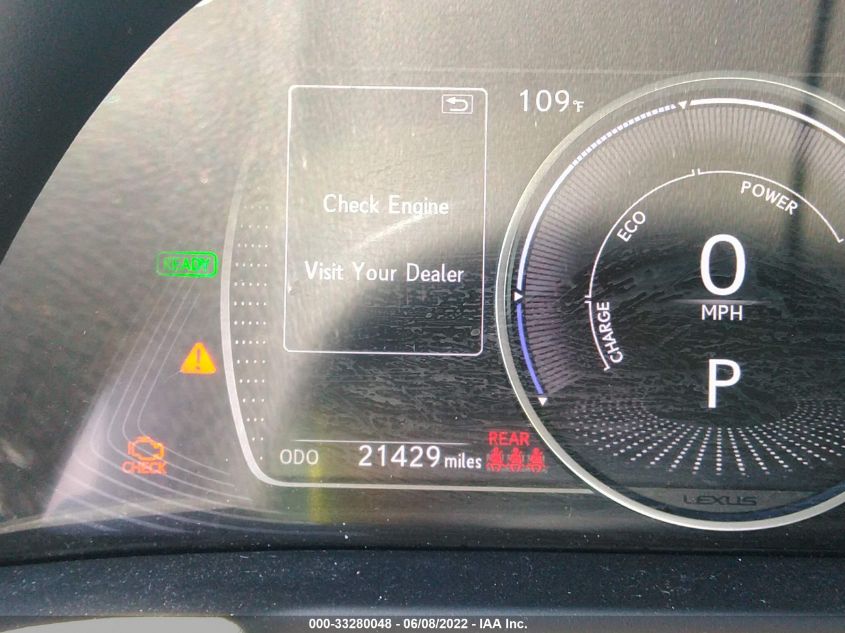 109°F
Check Engine
Visit Your Dealer
READY
CHECK
ODO 21429 miles
REAR
CHARGE
ECO
POWER
0
MPH
P
LEXUS
000-33280048 - 06/08/2022 - IAA Inc.